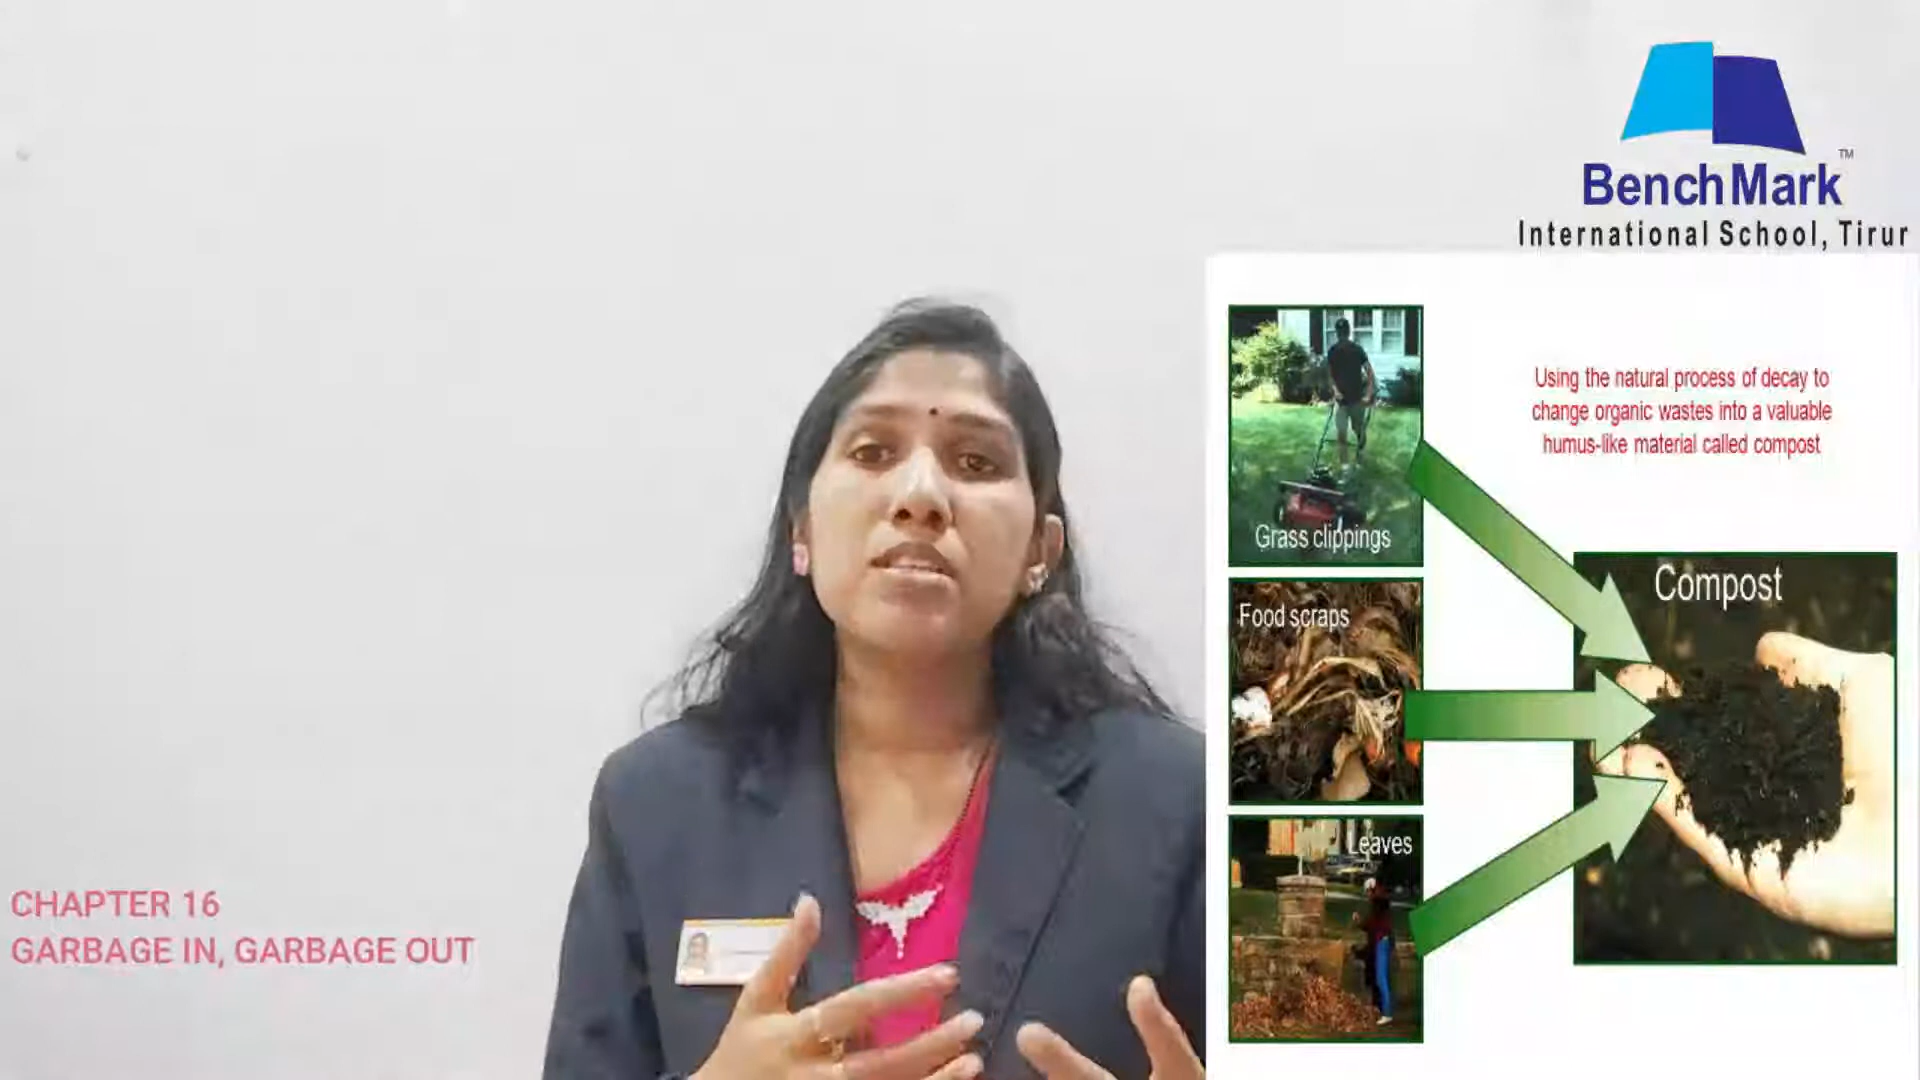 TM
BenchMark
International School, Tirur
Using the natural process of decay to
change organic wastes into a valuable
humus-like material called compost
Grass clippings
Compost
Food scraps
Leaves
CHAPTER 16
GARBAGE IN, GARBAGE OUT